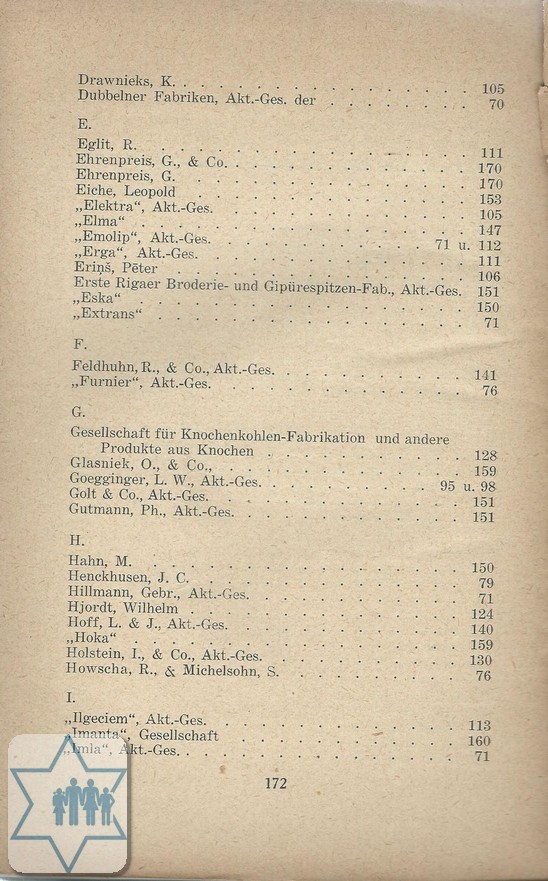 Drawnieks, K. . . . . . . . . . . . . . . . . . . 105
Dubbelner Fabriken, Akt.-Ges. der . . . . . . . . 70
E.
Eglit, R. . . . . . . . . . . . . . . . . . . . . 111
Ehrenpreis, G., & Co. . . . . . . . . . . . . . . 170
Ehrenpreis, G. . . . . . . . . . . . . . . . . . 170
Eiche, Leopold . . . . . . . . . . . . . . . . . 153
„Elektra“, Akt.-Ges. . . . . . . . . . . . . . . 105
„Elma“ . . . . . . . . . . . . . . . . . . . . . 147
„Emolip“, Akt.-Ges. . . . . . . . . . . . 71 u. 112
„Erga“, Akt.-Ges. . . . . . . . . . . . . . . . . 111
Eriņš, Pēter . . . . . . . . . . . . . . . . . . 106
Erste Rigaer Broderie- und Gipürespitzen-Fab., Akt.-Ges. 151
„Eska“ . . . . . . . . . . . . . . . . . . . . . 150
„Extrans“ . . . . . . . . . . . . . . . . . . . . 71
F.
Feldhuhn, R., & Co., Akt.-Ges. . . . . . . . . . . 141
„Furnier“, Akt.-Ges. . . . . . . . . . . . . . . . 76
G.
Gesellschaft für Knochenkohlen-Fabrikation und andere
Produkte aus Knochen . . . . . . . . . . . . 128
Glasniek, O., & Co., . . . . . . . . . . . . . . . 159
Goegginger, L. W., Akt.-Ges. . . . . . . . 95 u. 98
Golt & Co., Akt.-Ges. . . . . . . . . . . . . . . 151
Gutmann, Ph., Akt.-Ges. . . . . . . . . . . . . . 151
H.
Hahn, M. . . . . . . . . . . . . . . . . . . . . 150
Henckhusen, J. C. . . . . . . . . . . . . . . . . 79
Hillmann, Gebr., Akt.-Ges. . . . . . . . . . . . . 71
Hjordt, Wilhelm . . . . . . . . . . . . . . . . . 124
Hoff, L. & J., Akt.-Ges. . . . . . . . . . . . . . 140
„Hoka“ . . . . . . . . . . . . . . . . . . . . . 159
Holstein, I., & Co., Akt.-Ges. . . . . . . . . . . 130
Howscha, R., & Michelsohn, S. . . . . . . . . . . 76
I.
„Ilgeciem“, Akt.-Ges. . . . . . . . . . . . . . . 113
„Imanta“, Gesellschaft . . . . . . . . . . . . . . 160
„Imla“, Akt.-Ges. . . . . . . . . . . . . . . . . 71
172